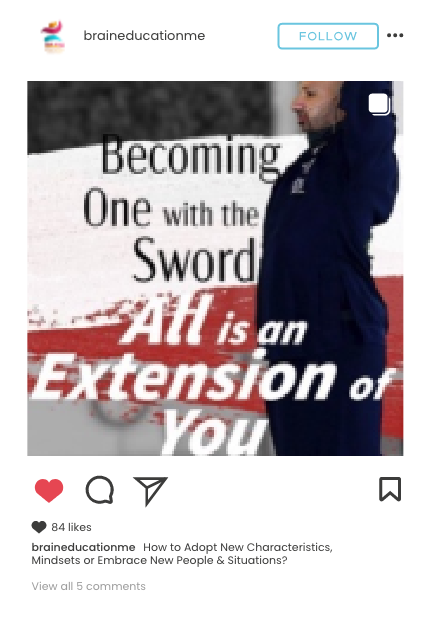 braineducationme
FOLLOW
Becoming
One with the
Sword
All is an
Extension of
You
84 likes
braineducationme How to Adopt New Characteristics,
Mindsets or Embrace New People & Situations?
View all 5 comments